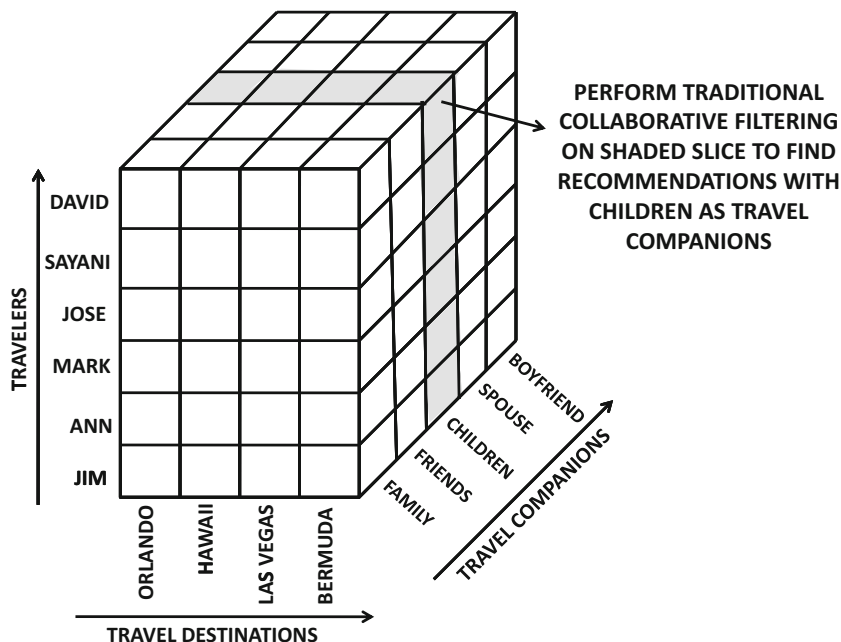 PERFORM TRADITIONAL
COLLABORATIVE FILTERING
ON SHADED SLICE TO FIND
RECOMMENDATIONS WITH
CHILDREN AS TRAVEL
COMPANIONS
TRAVELERS
DAVID
SAYANI
JOSE
MARK
ANN
JIM
ORLANDO
HAWAII
LAS VEGAS
BERMUDA
TRAVEL DESTINATIONS
FAMILY
FRIENDS
CHILDREN
SPOUSE
BOYFRIEND
TRAVEL COMPANIONS